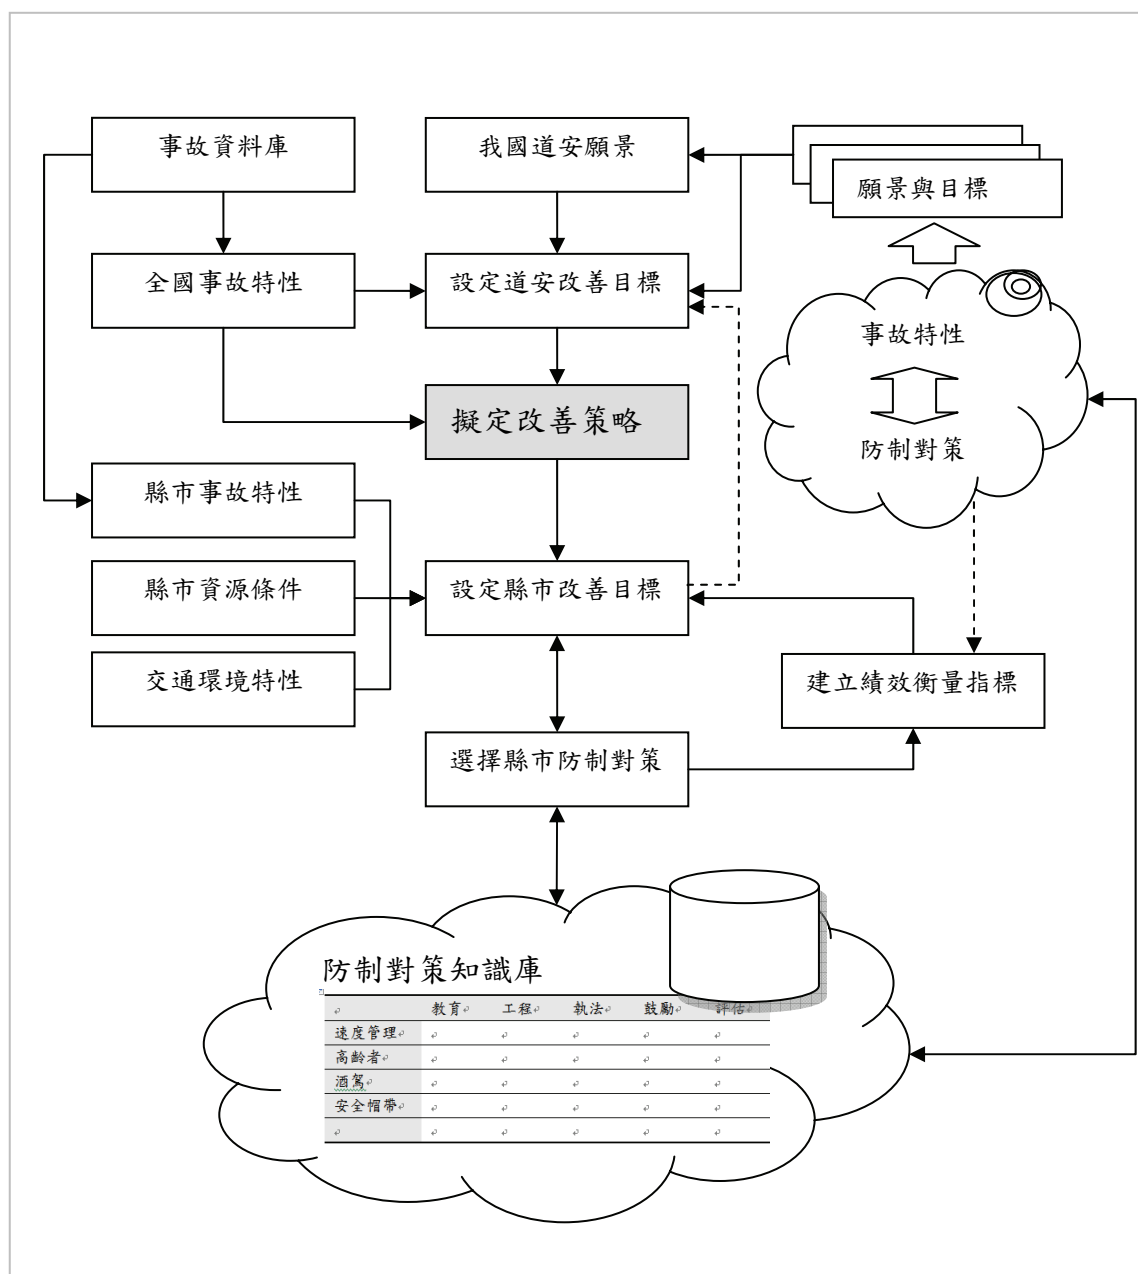 事故資料庫
我國道安願景
願景與目標
全國事故特性
設定道安改善目標
事故特性
擬定改善策略
防制對策
縣市事故特性
縣市資源條件
設定縣市改善目標
交通環境特性
建立績效衡量指標
選擇縣市防制對策
防制對策知識庫
教育 工程 執法 鼓勵 評估
速度管理
高齡者
酒駕
安全帽帶